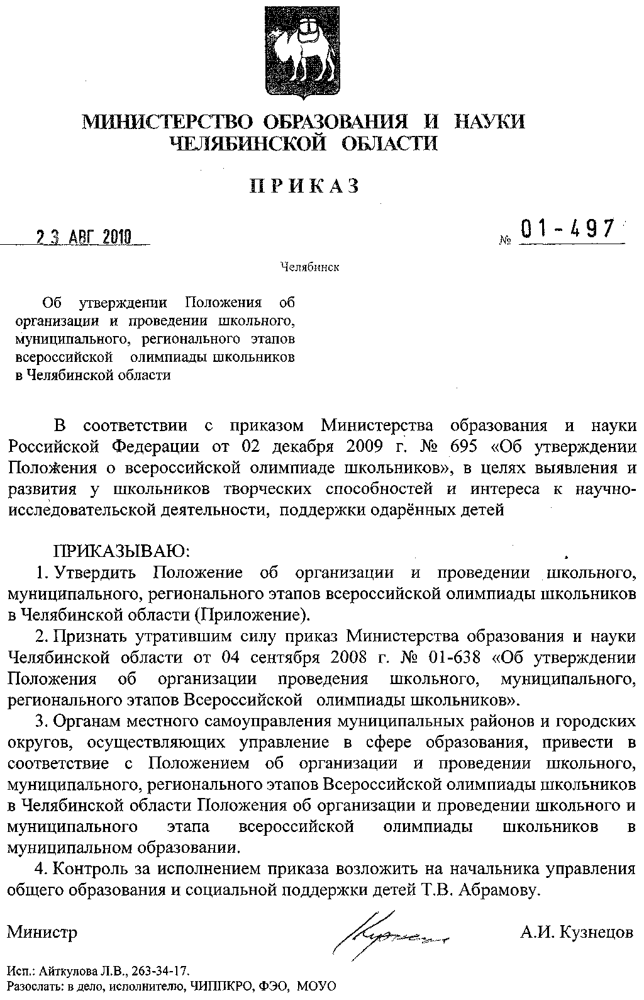 МИНИСТЕРСТВО ОБРАЗОВАНИЯ И НАУКИ
ЧЕЛЯБИНСКОЙ ОБЛАСТИ
ПРИКАЗ
23 АВГ 2010
№ 01-497
Челябинск
Об утверждении Положения об
организации и проведении школьного,
муниципального, регионального этапов
всероссийской олимпиады школьников
в Челябинской области
В соответствии с приказом Министерства образования и науки
Российской Федерации от 02 декабря 2009 г. № 695 «Об утверждении
Положения о всероссийской олимпиаде школьников», в целях выявления и
развития у школьников творческих способностей и интереса к научно-
исследовательской деятельности, поддержки одарённых детей
ПРИКАЗЫВАЮ:
1. Утвердить Положение об организации и проведении школьного,
муниципального, регионального этапов всероссийской олимпиады школьников
в Челябинской области (Приложение).
2. Признать утратившим силу приказ Министерства образования и науки
Челябинской области от 04 сентября 2008 г. № 01-638 «Об утверждении
Положения об организации проведения школьного, муниципального,
регионального этапов Всероссийской олимпиады школьников».
3. Органам местного самоуправления муниципальных районов и городских
округов, осуществляющих управление в сфере образования, привести в
соответствие с Положением об организации и проведении школьного,
муниципального, регионального этапов Всероссийской олимпиады школьников
в Челябинской области Положения об организации и проведении школьного и
муниципального этапа всероссийской олимпиады школьников в
муниципальном образовании.
4. Контроль за исполнением приказа возложить на начальника управления
общего образования и социальной поддержки детей Т.В. Абрамову.
Министр А.И. Кузнецов
Исп.: Айткулова Л.В., 263-34-17.
Разослать: в дело, исполнителю, ЧИППКРО, ФЭО, МОУО